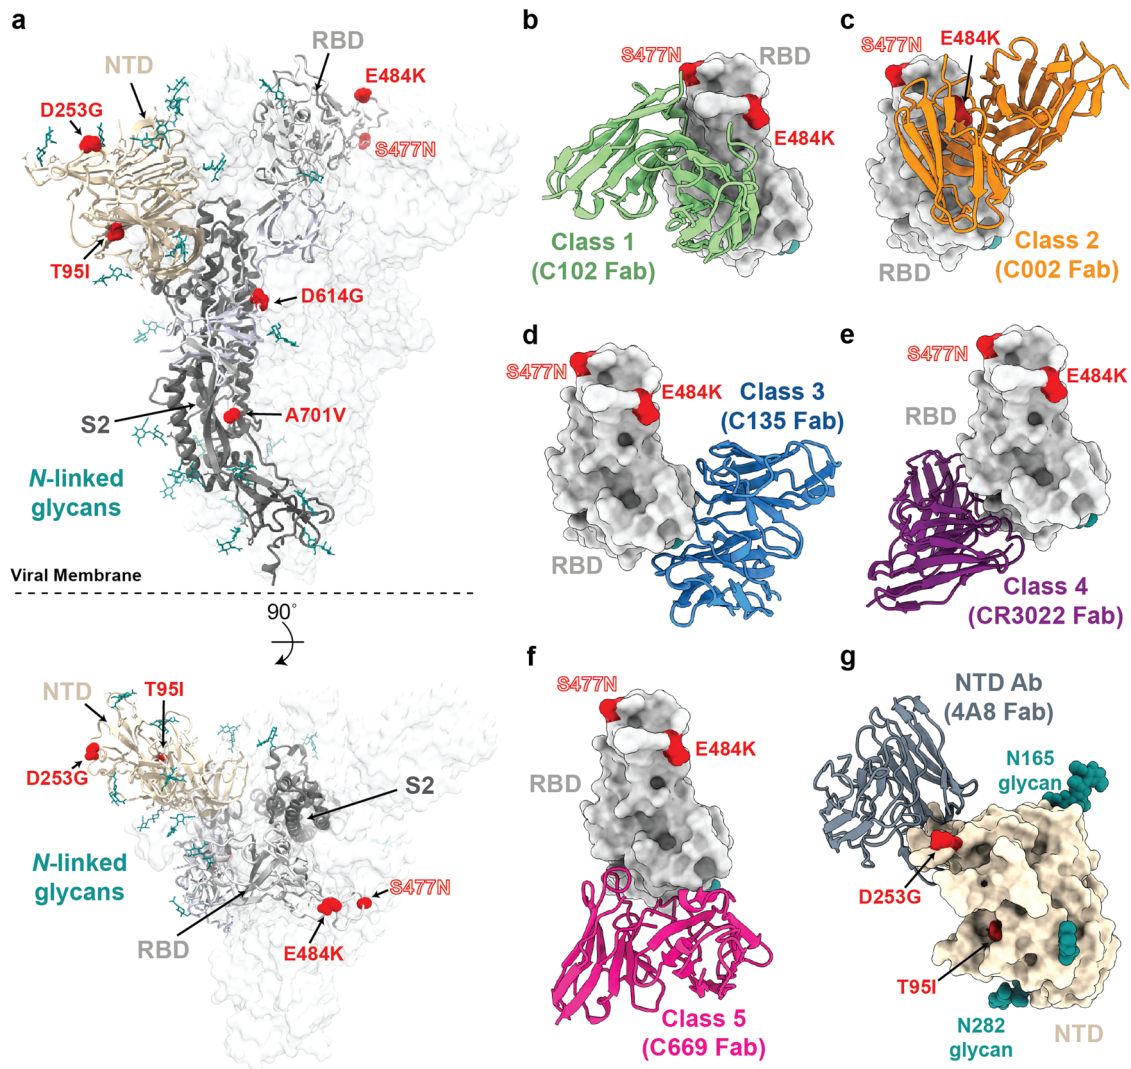 a
RBD
NTD
E484K
D253G
S477N
T95I
D614G
S2
A701V
N-linked
glycans
Viral Membrane
90°
NTD
T95I
D253G
S2
N-linked
glycans
S477N
RBD
E484K
b
S477N
RBD
E484K
Class 1
(C102 Fab)
c
S477N
E484K
Class 2
(C002 Fab)
RBD
d
S477N
E484K
Class 3
(C135 Fab)
RBD
e
S477N
E484K
RBD
Class 4
(CR3022 Fab)
f
S477N
E484K
RBD
Class 5
(C669 Fab)
g
NTD Ab
(4A8 Fab)
N165
glycan
D253G
T95I
N282
glycan
NTD